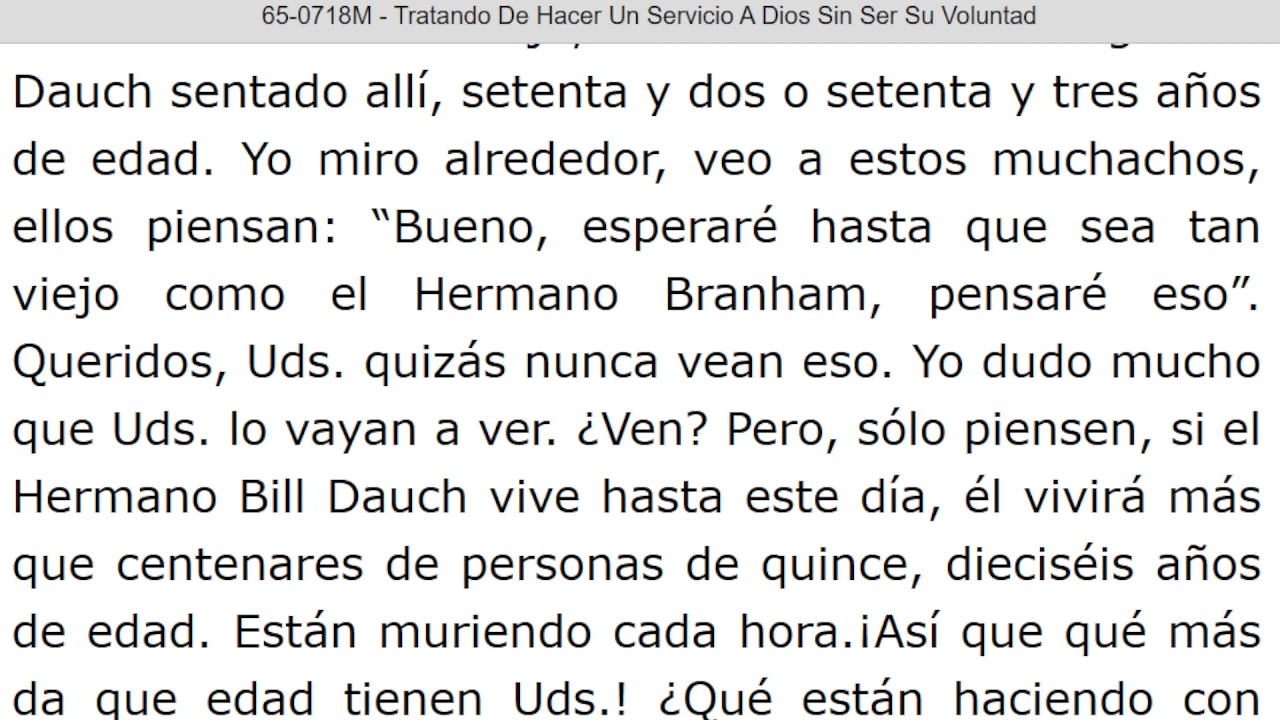 65-0718M - Tratando De Hacer Un Servicio A Dios Sin Ser Su Voluntad
Dauch sentado allí, setenta y dos o setenta y tres años
de edad. Yo miro alrededor, veo a estos muchachos,
ellos piensan: “Bueno, esperaré hasta que sea tan
viejo como el Hermano Branham, pensaré eso”.
Queridos, Uds. quizás nunca vean eso. Yo dudo mucho
que Uds. lo vayan a ver. ¿Ven? Pero, sólo piensen, si el
Hermano Bill Dauch vive hasta este día, él vivirá más
que centenares de personas de quince, dieciséis años
de edad. Están muriendo cada hora.¡Así que qué más
da que edad tienen Uds.! ¿Qué están haciendo con